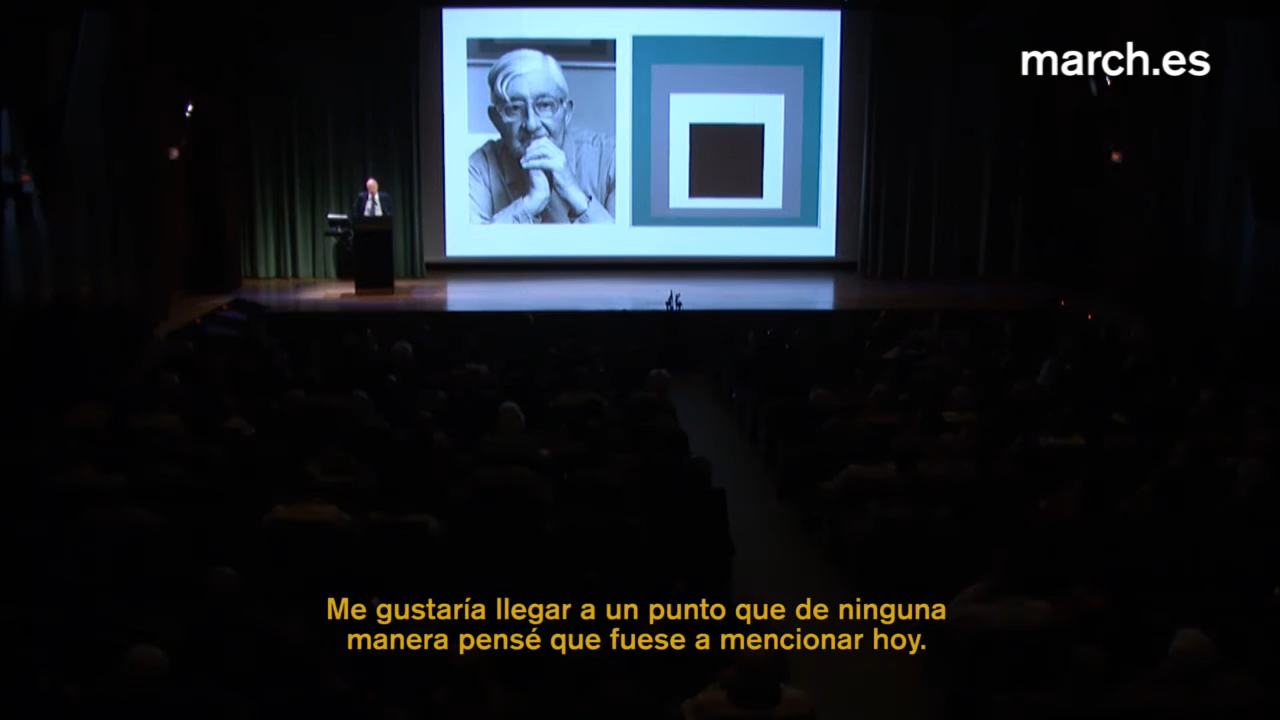 march.es
Me gustaría llegar a un punto que de ninguna
manera pensé que fuese a mencionar hoy.